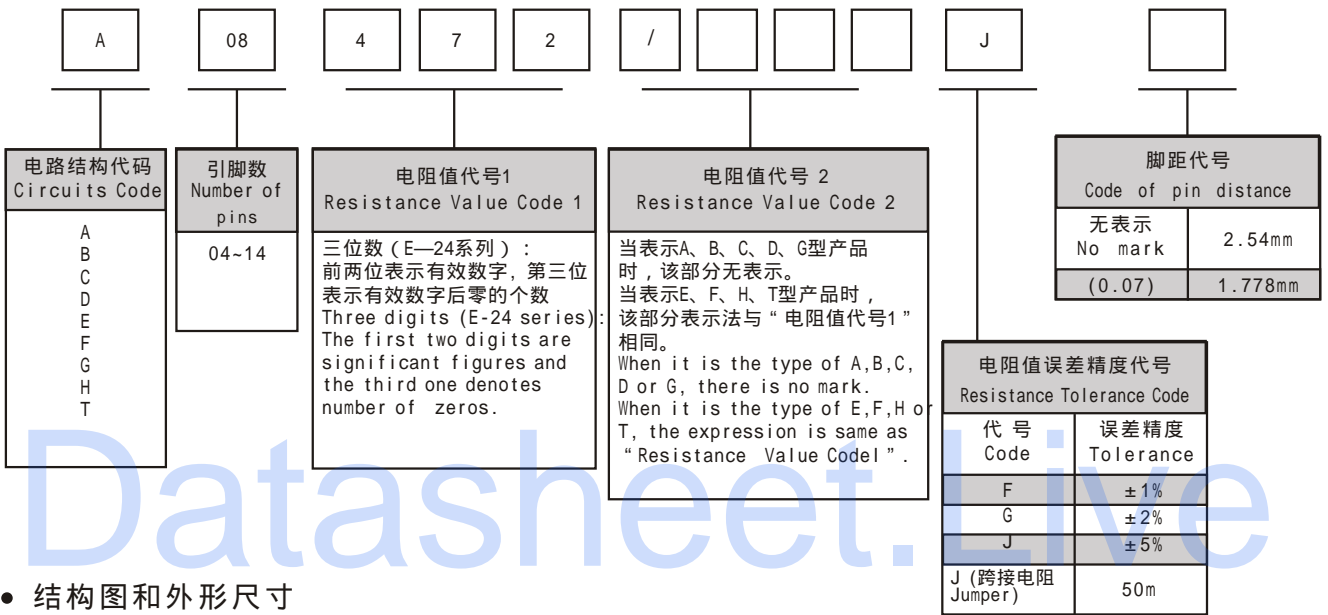 A 08 4 7 2 / J
电路结构代码
Circuits Code
A
B
C
D
E
F
G
H
T
引脚数
Number of
pins
04~14
电阻值代号1
Resistance Value Code 1
三位数（E—24系列）：
前两位表示有效数字, 第三位
表示有效数字后零的个数
Three digits (E-24 series):
The first two digits are
significant figures and
the third one denotes
number of zeros.
电阻值代号 2
Resistance Value Code 2
当表示A、B、C、D、G型产品
时，该部分无表示。
当表示E、F、H、T型产品时，
该部分表示法与“电阻值代号1”
相同。
When it is the type of A,B,C,
D or G, there is no mark.
When it is the type of E,F,H or
T, the expression is same as
“Resistance Value CodeI”.
脚距代号
Code of pin distance
无表示
No mark
2.54mm
(0.07) 1.778mm
电阻值误差精度代号
Resistance Tolerance Code
代 号
Code
误差精度
Tolerance
F ±1%
G ±2%
J ±5%
J (跨接电阻
Jumper)
50m
Datasheet.Live
• 结构图和外形尺寸